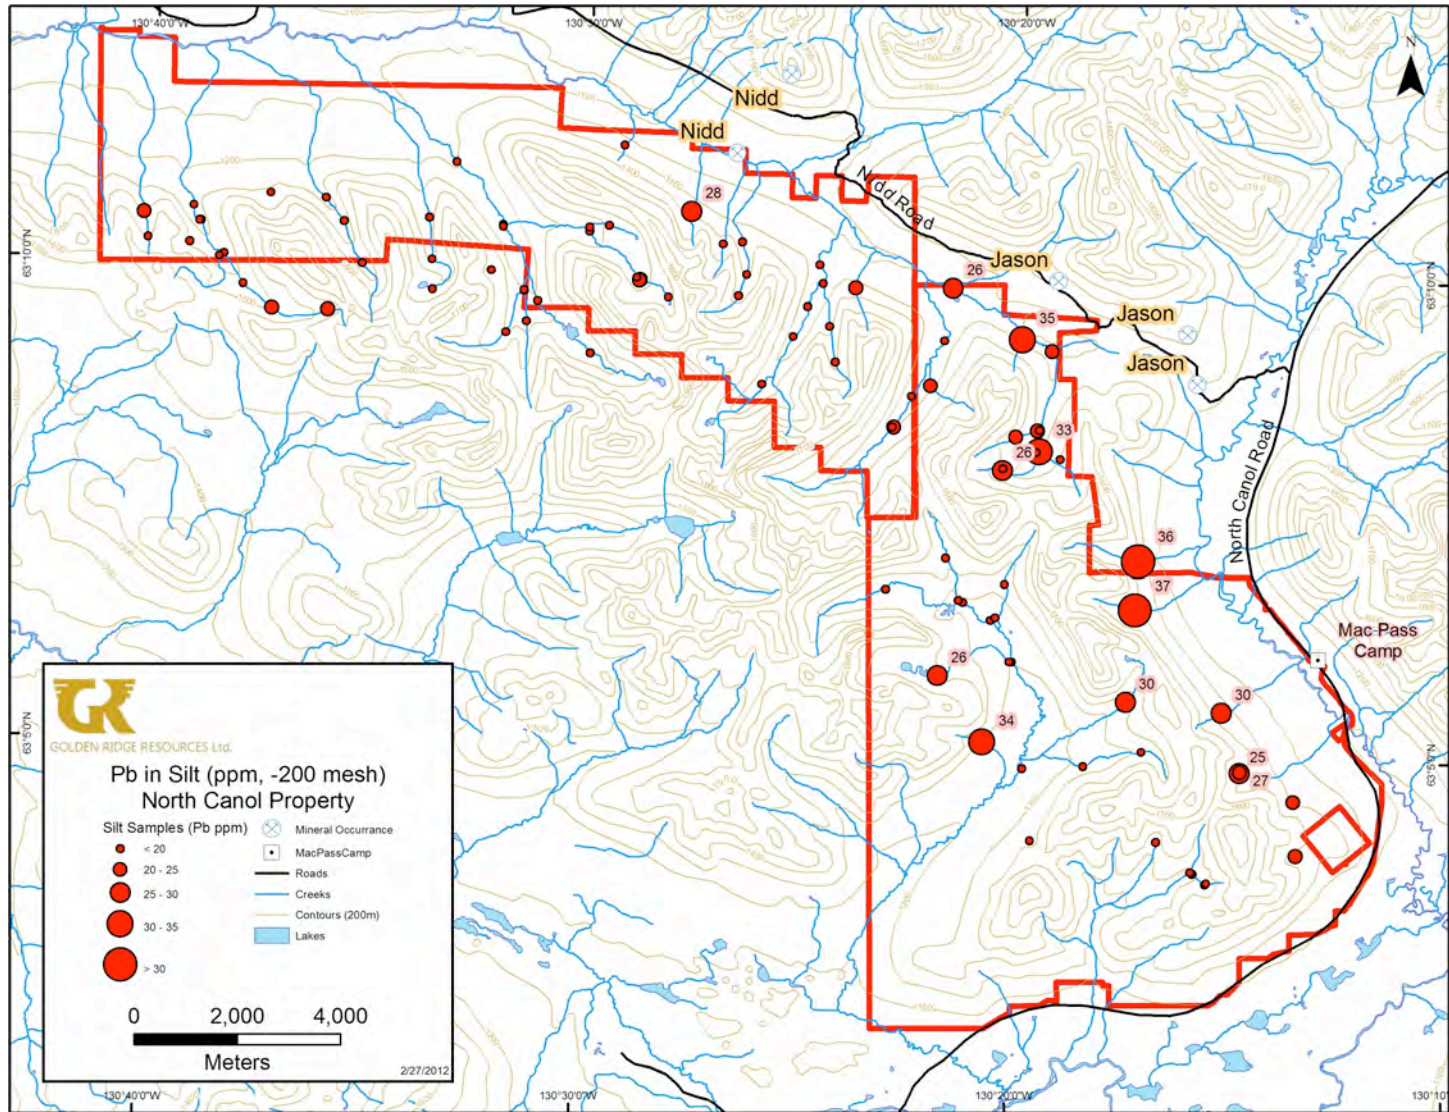 130°40'0"W
130°30'0"W
130°20'0"W
N
Nidd
Nidd
Nidd Road
28
63°10'0"N
63°10'0"N
26
Jason
35
Jason
Jason
33
26
North Canol Road
36
37
Mac Pass
Camp
26
30
30
34
63°5'0"N
63°5'0"N
25
27
GR
GOLDEN RIDGE RESOURCES Ltd.
Pb in Silt (ppm, -200 mesh)
North Canol Property
Silt Samples (Pb ppm)
< 20
20 - 25
25 - 30
30 - 35
> 30
Mineral Occurrance
MacPassCamp
Roads
Creeks
Contours (200m)
Lakes
0 2,000 4,000
Meters
2/27/2012
130°40'0"W
130°30'0"W
130°20'0"W